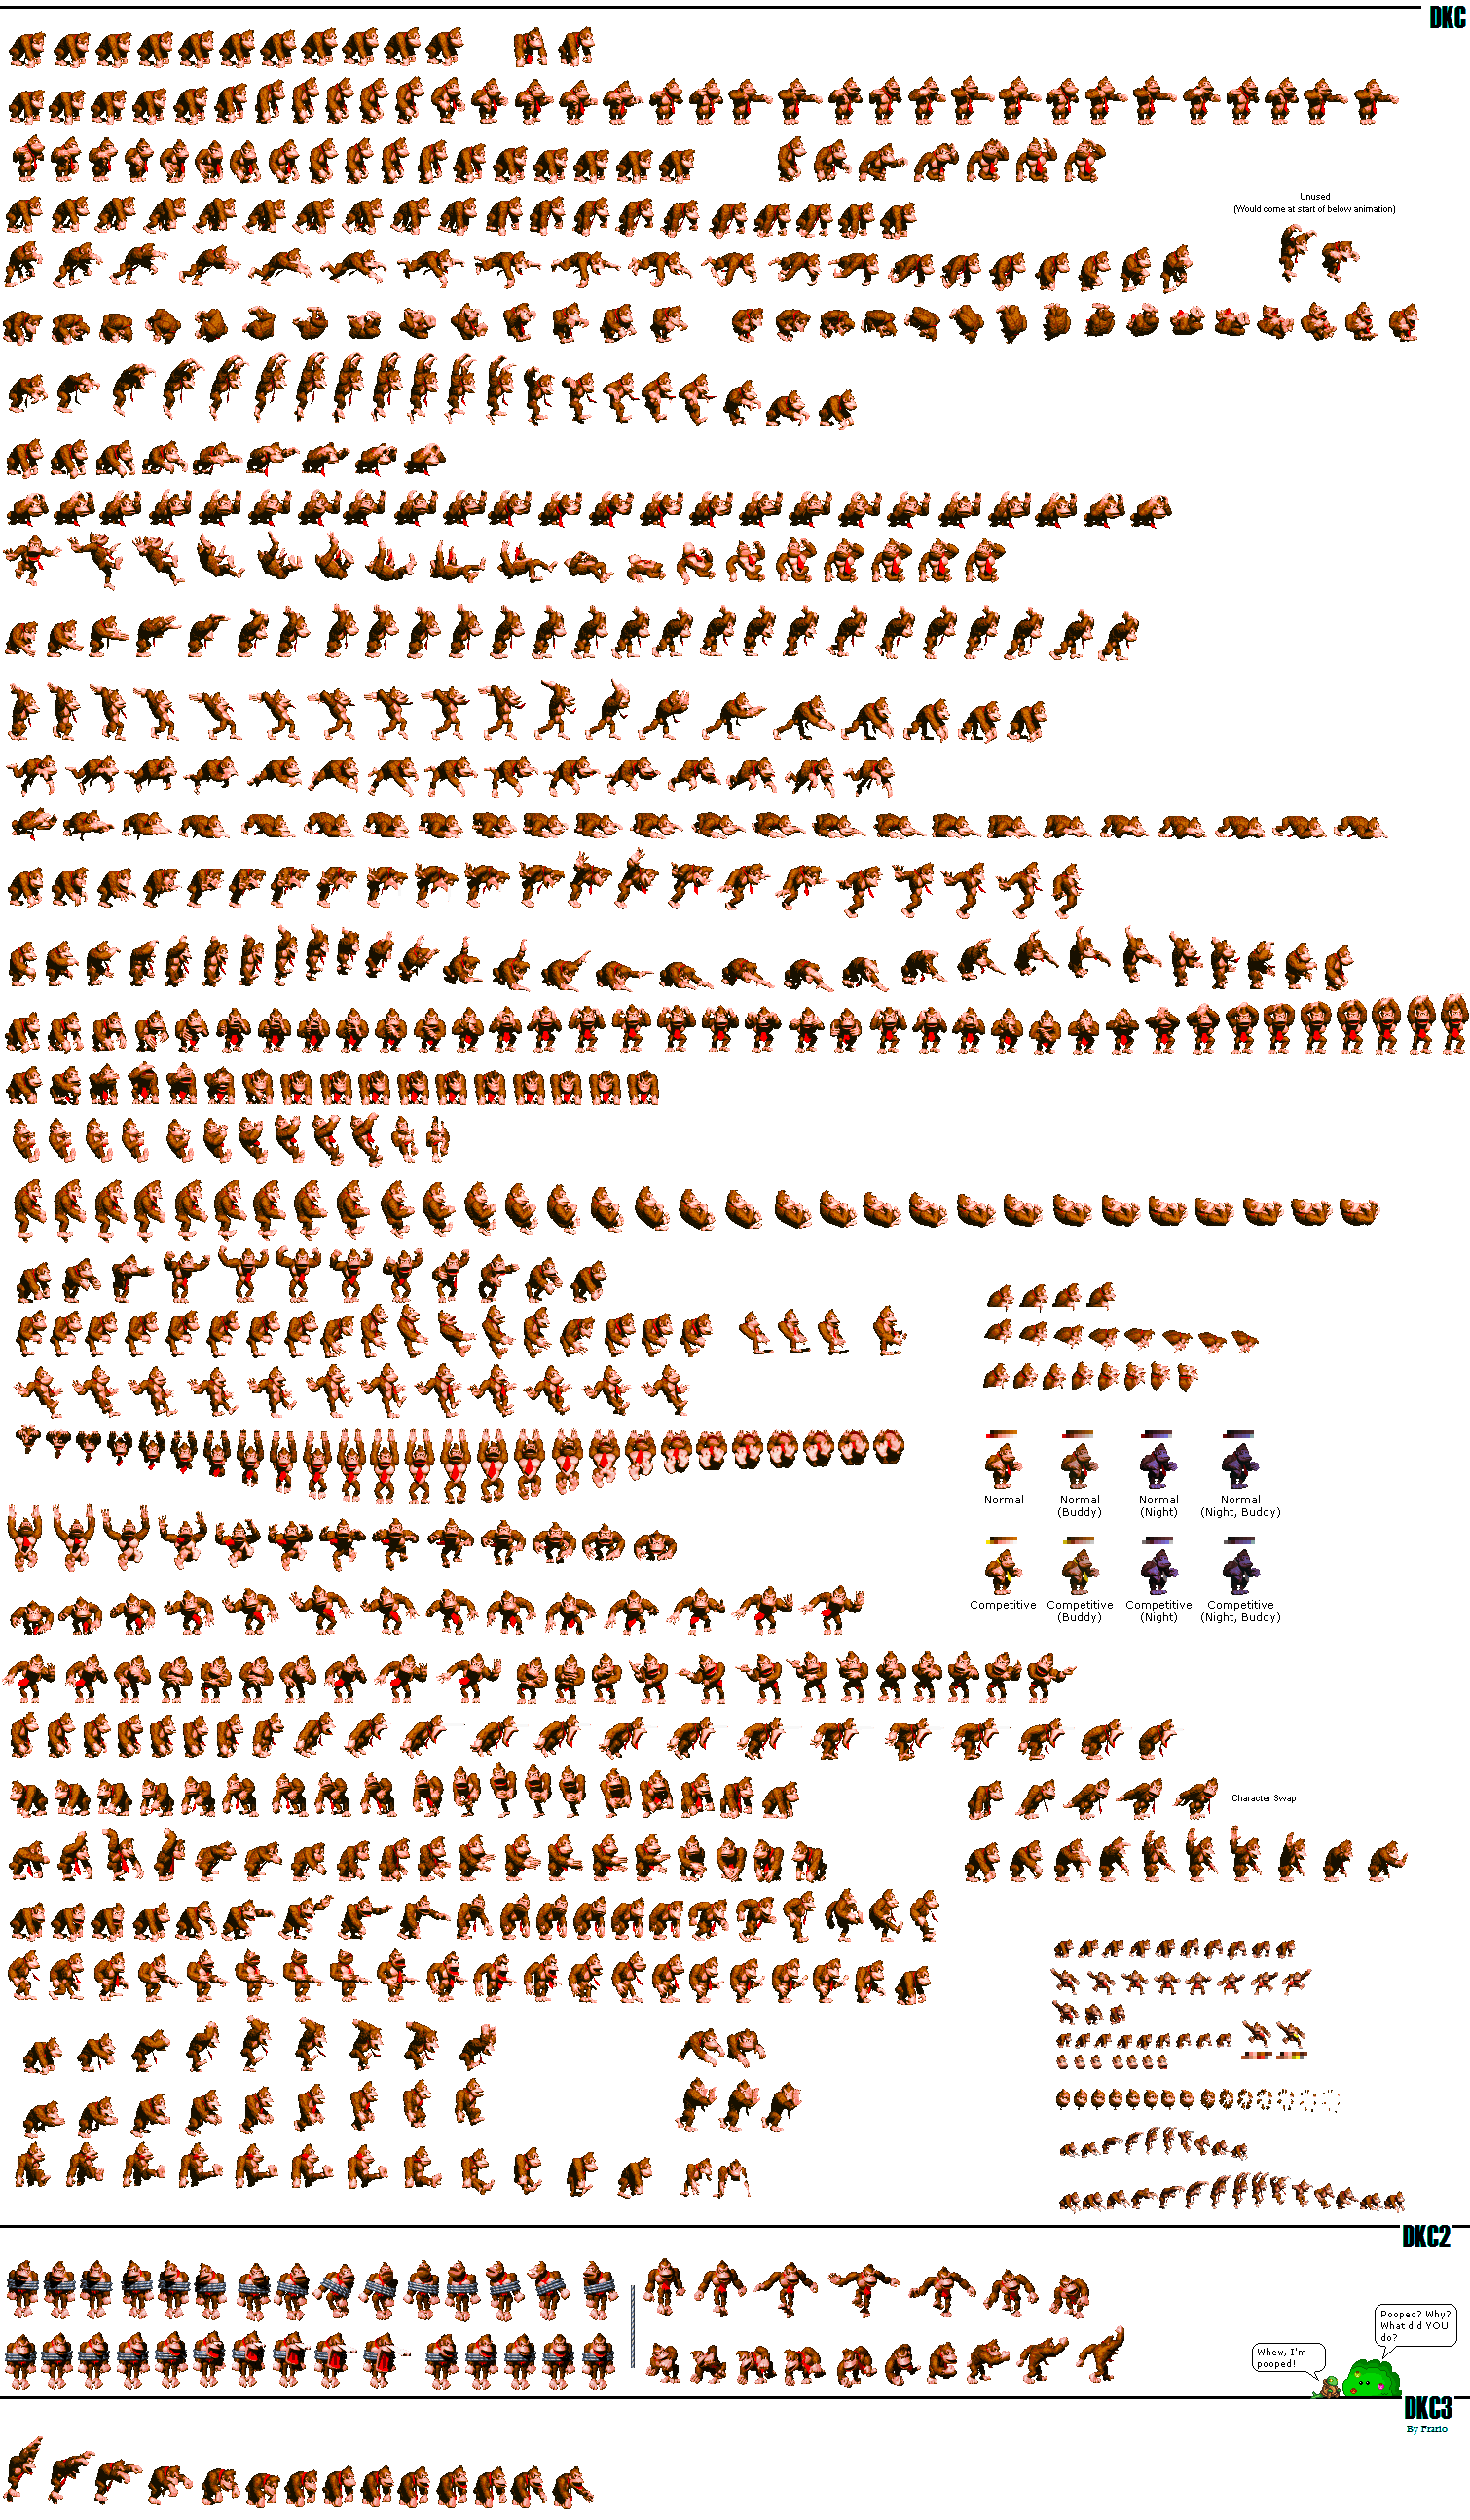 DKC
Unused
(Would come at start of below animation)
Normal
Normal
(Buddy)
Normal
(Night)
Normal
(Night, Buddy)
Competitive
Competitive
(Buddy)
Competitive
(Night)
Competitive
(Night, Buddy)
Character Swap
DKC2
Pooped? Why?
What did YOU
do?
Whew, I'm
pooped!
DKC3
By Frario